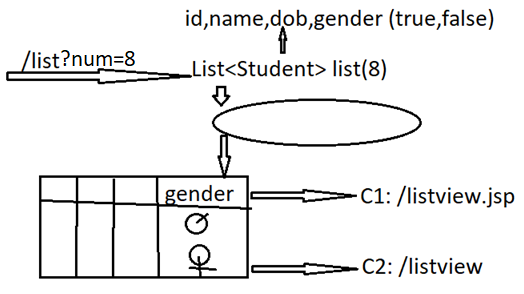 id,name,dob,gender (true,false)
/list?num=8
List<Student> list(8)
gender
C1: /listview.jsp
C2: /listview